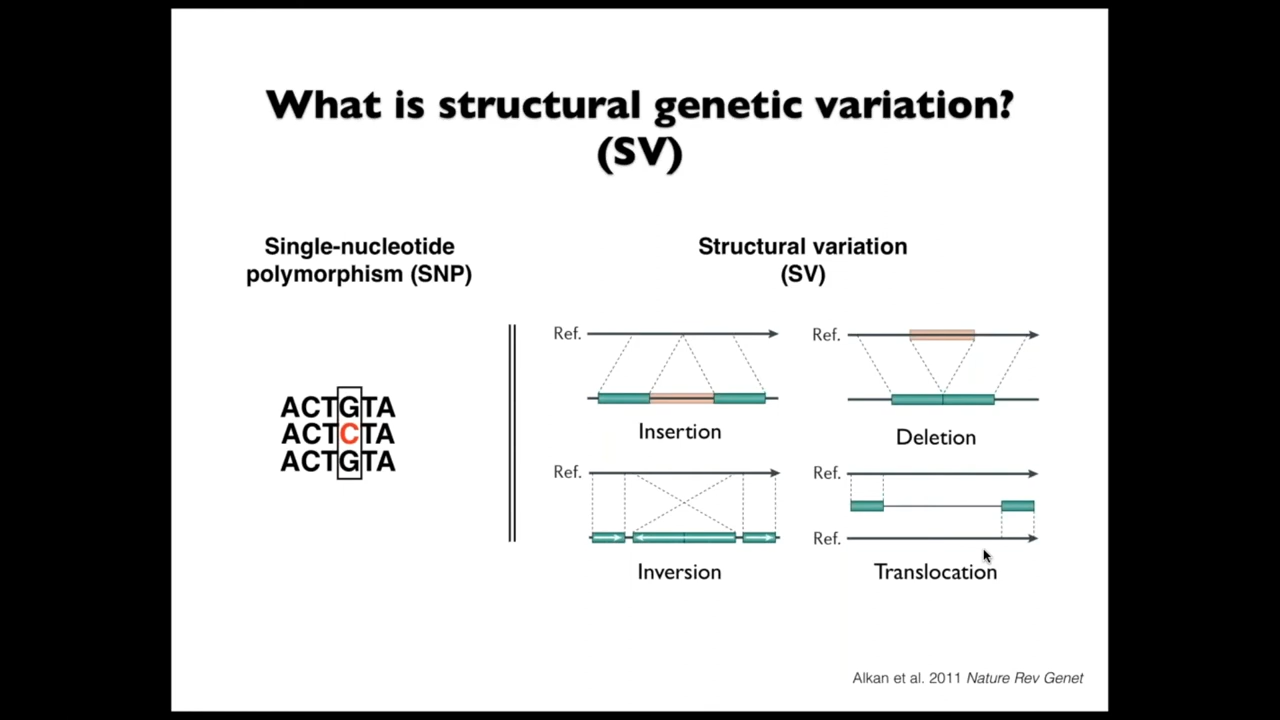 What is structural genetic variation?
(SV)
Single-nucleotide
polymorphism (SNP)
ACTGTA
ACTCTA
ACTGTA
Structural variation
(SV)
Ref.
Insertion
Ref.
Deletion
Ref.
Inversion
Ref.
Ref.
Translocation
Alkan et al. 2011 Nature Rev Genet